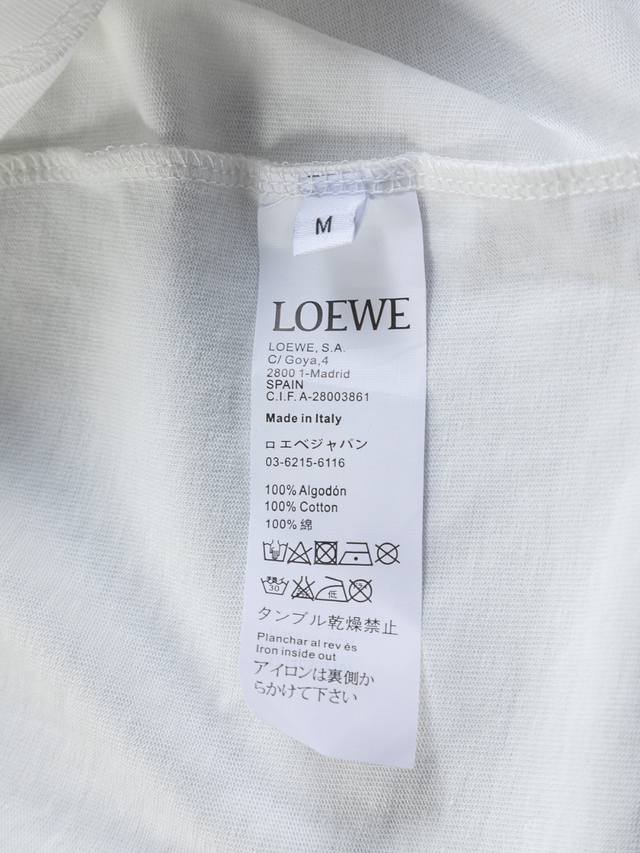 M
LOEWE
LOEWE, S.A.
C/ Goya,4
2800 1-Madrid
SPAIN
C.I.F. A-28003861
Made in Italy
ロエベジャパン
03-6215-6116
100% Algodón
100% Cotton
100% 綿
30
低
タンブル乾燥禁止
Planchar al rev és
Iron inside out
アイロンは裏側か
らかけて下さい